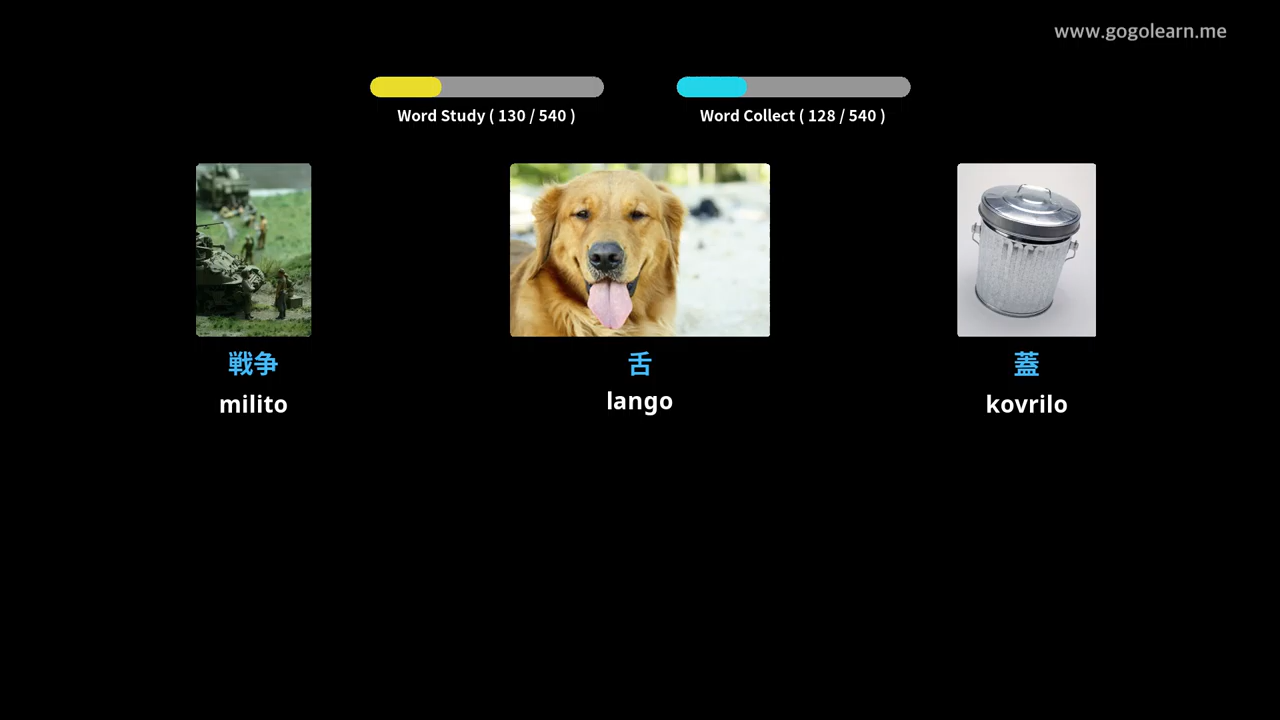 www.gogolearn.me
Word Study ( 130 / 540 )
Word Collect ( 128 / 540 )
戦争
milito
舌
lango
蓋
kovrilo